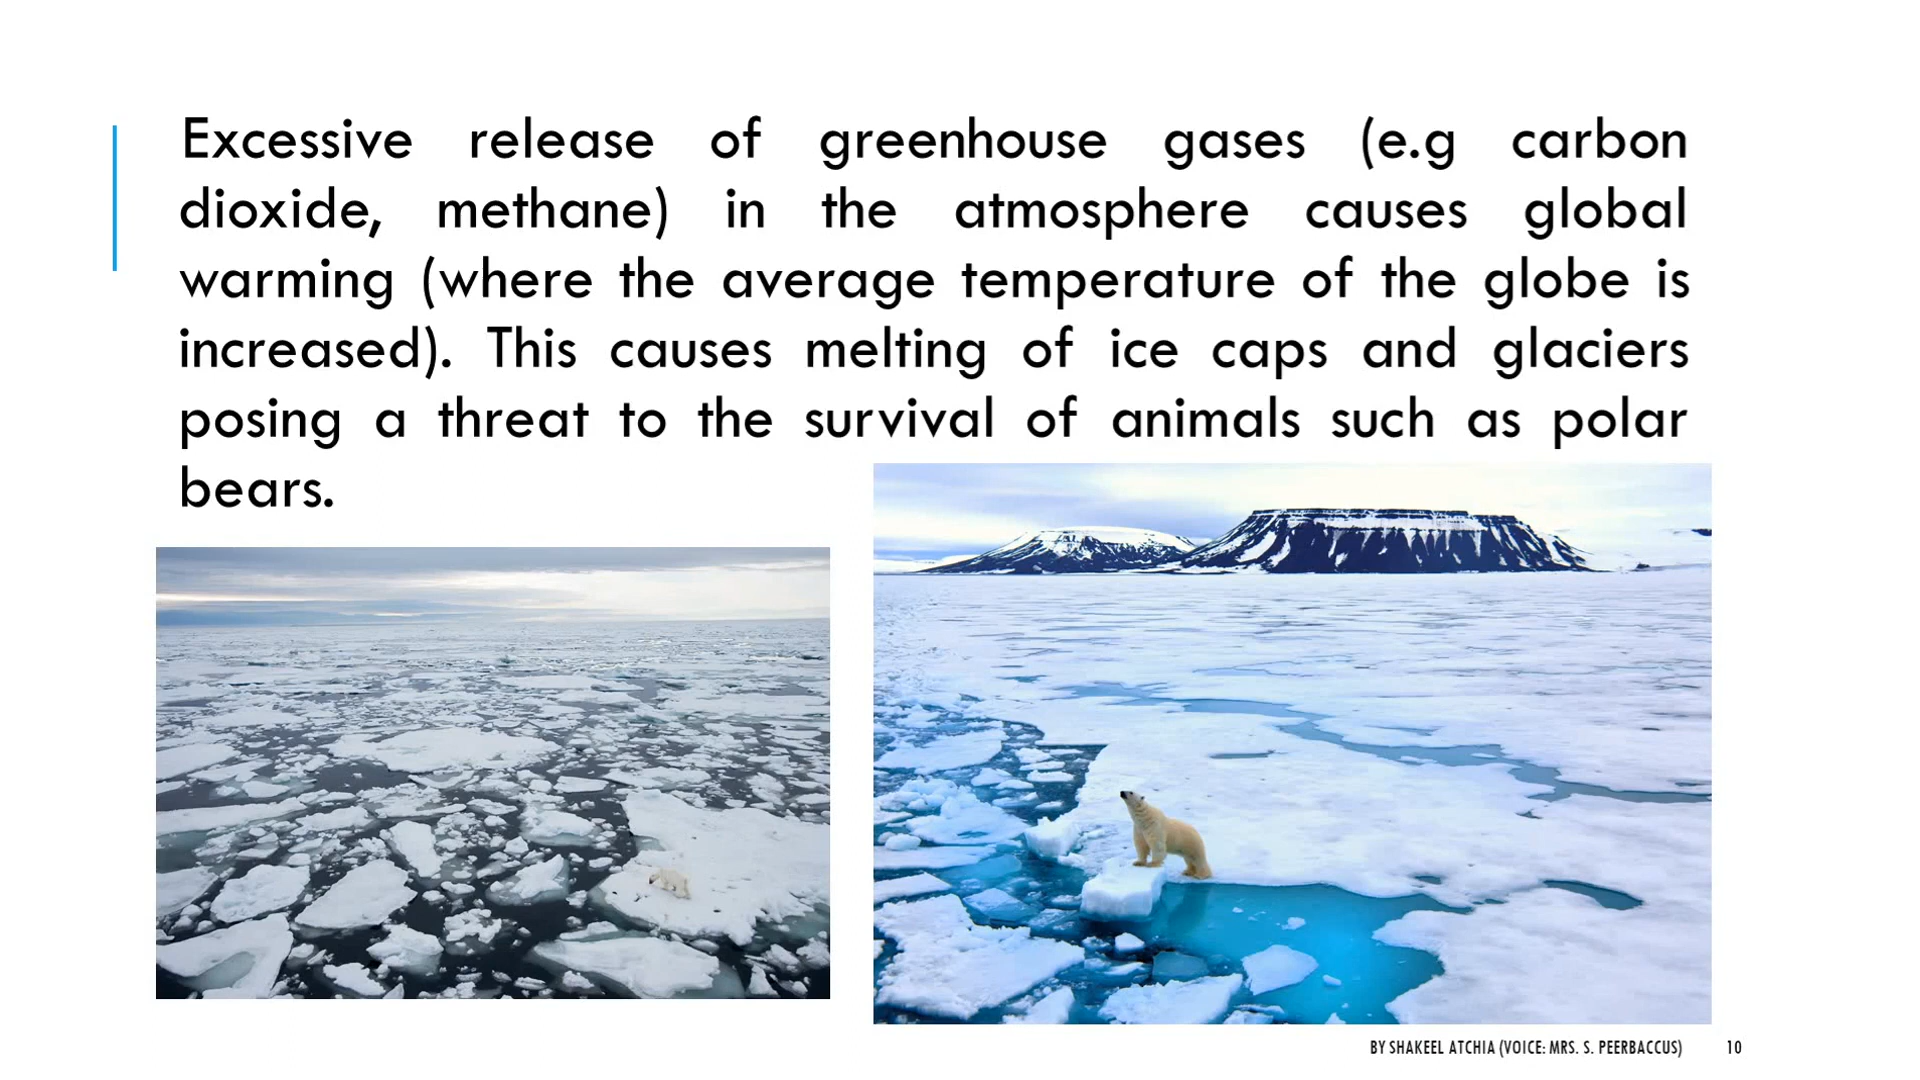 Excessive release of greenhouse gases (e.g carbon
dioxide, methane) in the atmosphere causes global
warming (where the average temperature of the globe is
increased). This causes melting of ice caps and glaciers
posing a threat to the survival of animals such as polar
bears.
BY SHAKEEL ATCHIA (VOICE: MRS. S. PEERBACCUS) 10